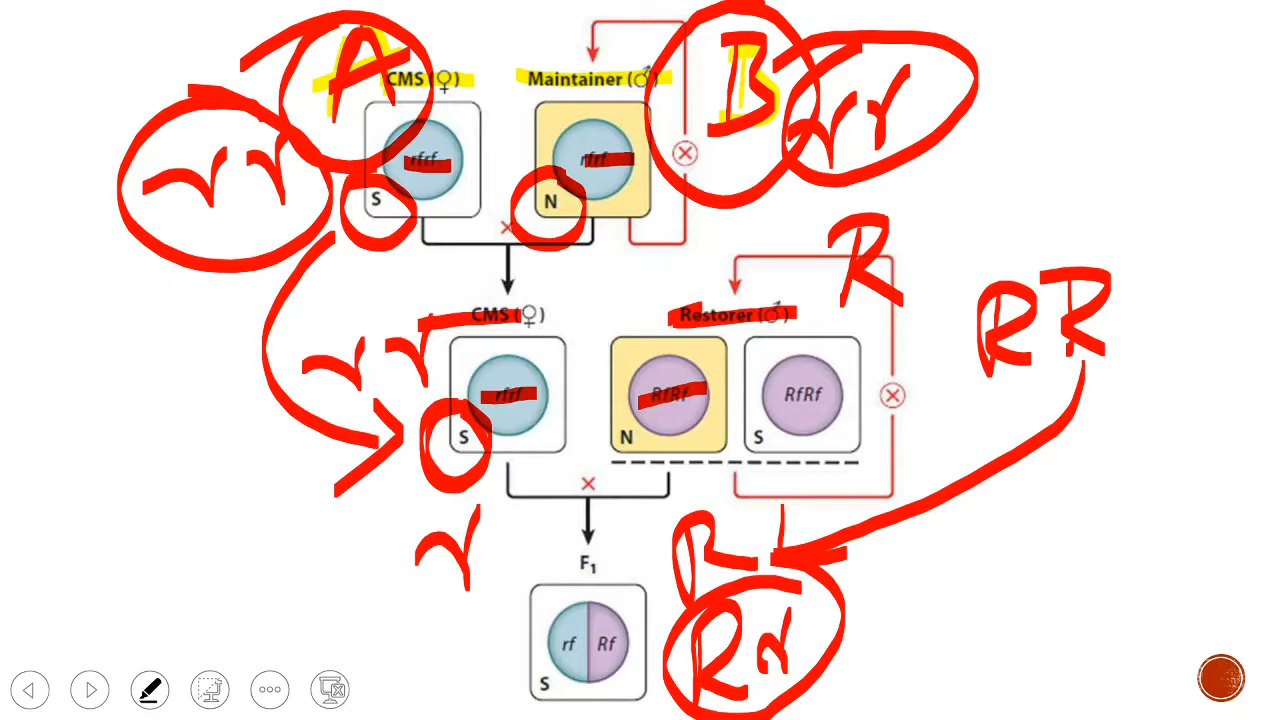 A B
CMS (♀) Maintainer (♂)
rr rfrf rfrf rr
S N
×
R
RR
CMS (♀) Restorer (♂)
rr
rfrf RfRf RfRf
S N S
×
r R
F1
rf Rf
Rr
S